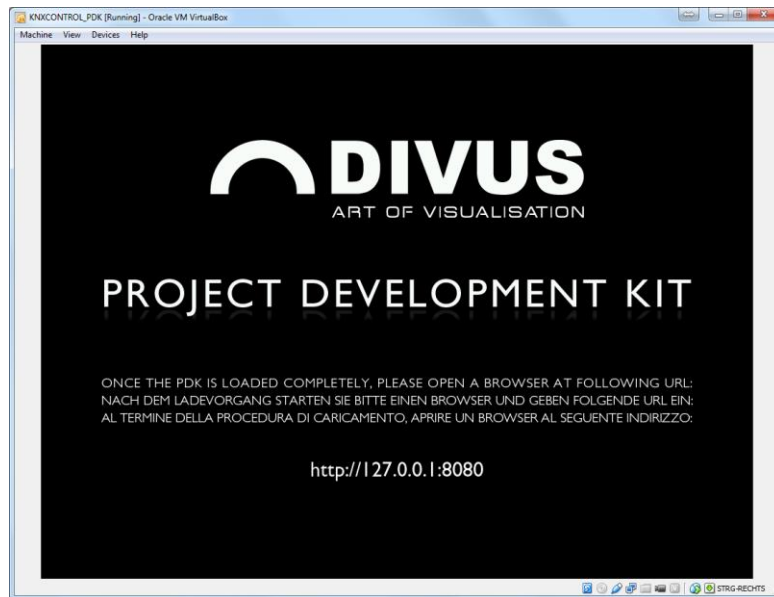 KNXCONTROL_PDK [Running] - Oracle VM VirtualBox
Machine View Devices Help
DIVUS
ART OF VISUALISATION
PROJECT DEVELOPMENT KIT
ONCE THE PDK IS LOADED COMPLETELY, PLEASE OPEN A BROWSER AT FOLLOWING URL:
NACH DEM LADEVORGANG STARTEN SIE BITTE EINEN BROWSER UND GEBEN FOLGENDE URL EIN:
AL TERMINE DELLA PROCEDURA DI CARICAMENTO, APRIRE UN BROWSER AL SEGUENTE INDIRIZZO:
http://127.0.0.1:8080
STRG-RECHTS